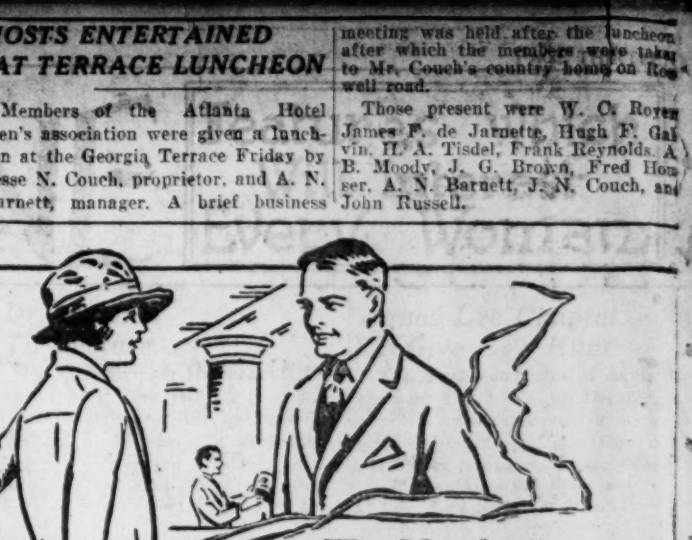 HOSTS ENTERTAINED
AT TERRACE LUNCHEON
Members of the Atlanta Hotel
en's association were given a lunch-
n at the Georgia Terrace Friday by
sse N. Couch, proprietor, and A. N.
rnett, manager. A brief business
meeting was held after the luncheon
after which the members were taken
to Mr. Couch's country home on Ros
well road.
Those present were W. C. Royer
James F. de Jarnette, Hugh F. Gal
vin, H. A. Tisdel, Frank Reynolds, A
B. Moody, J. G. Brown, Fred Hou
ser, A. N. Barnett, J. N. Couch, and
John Russell.